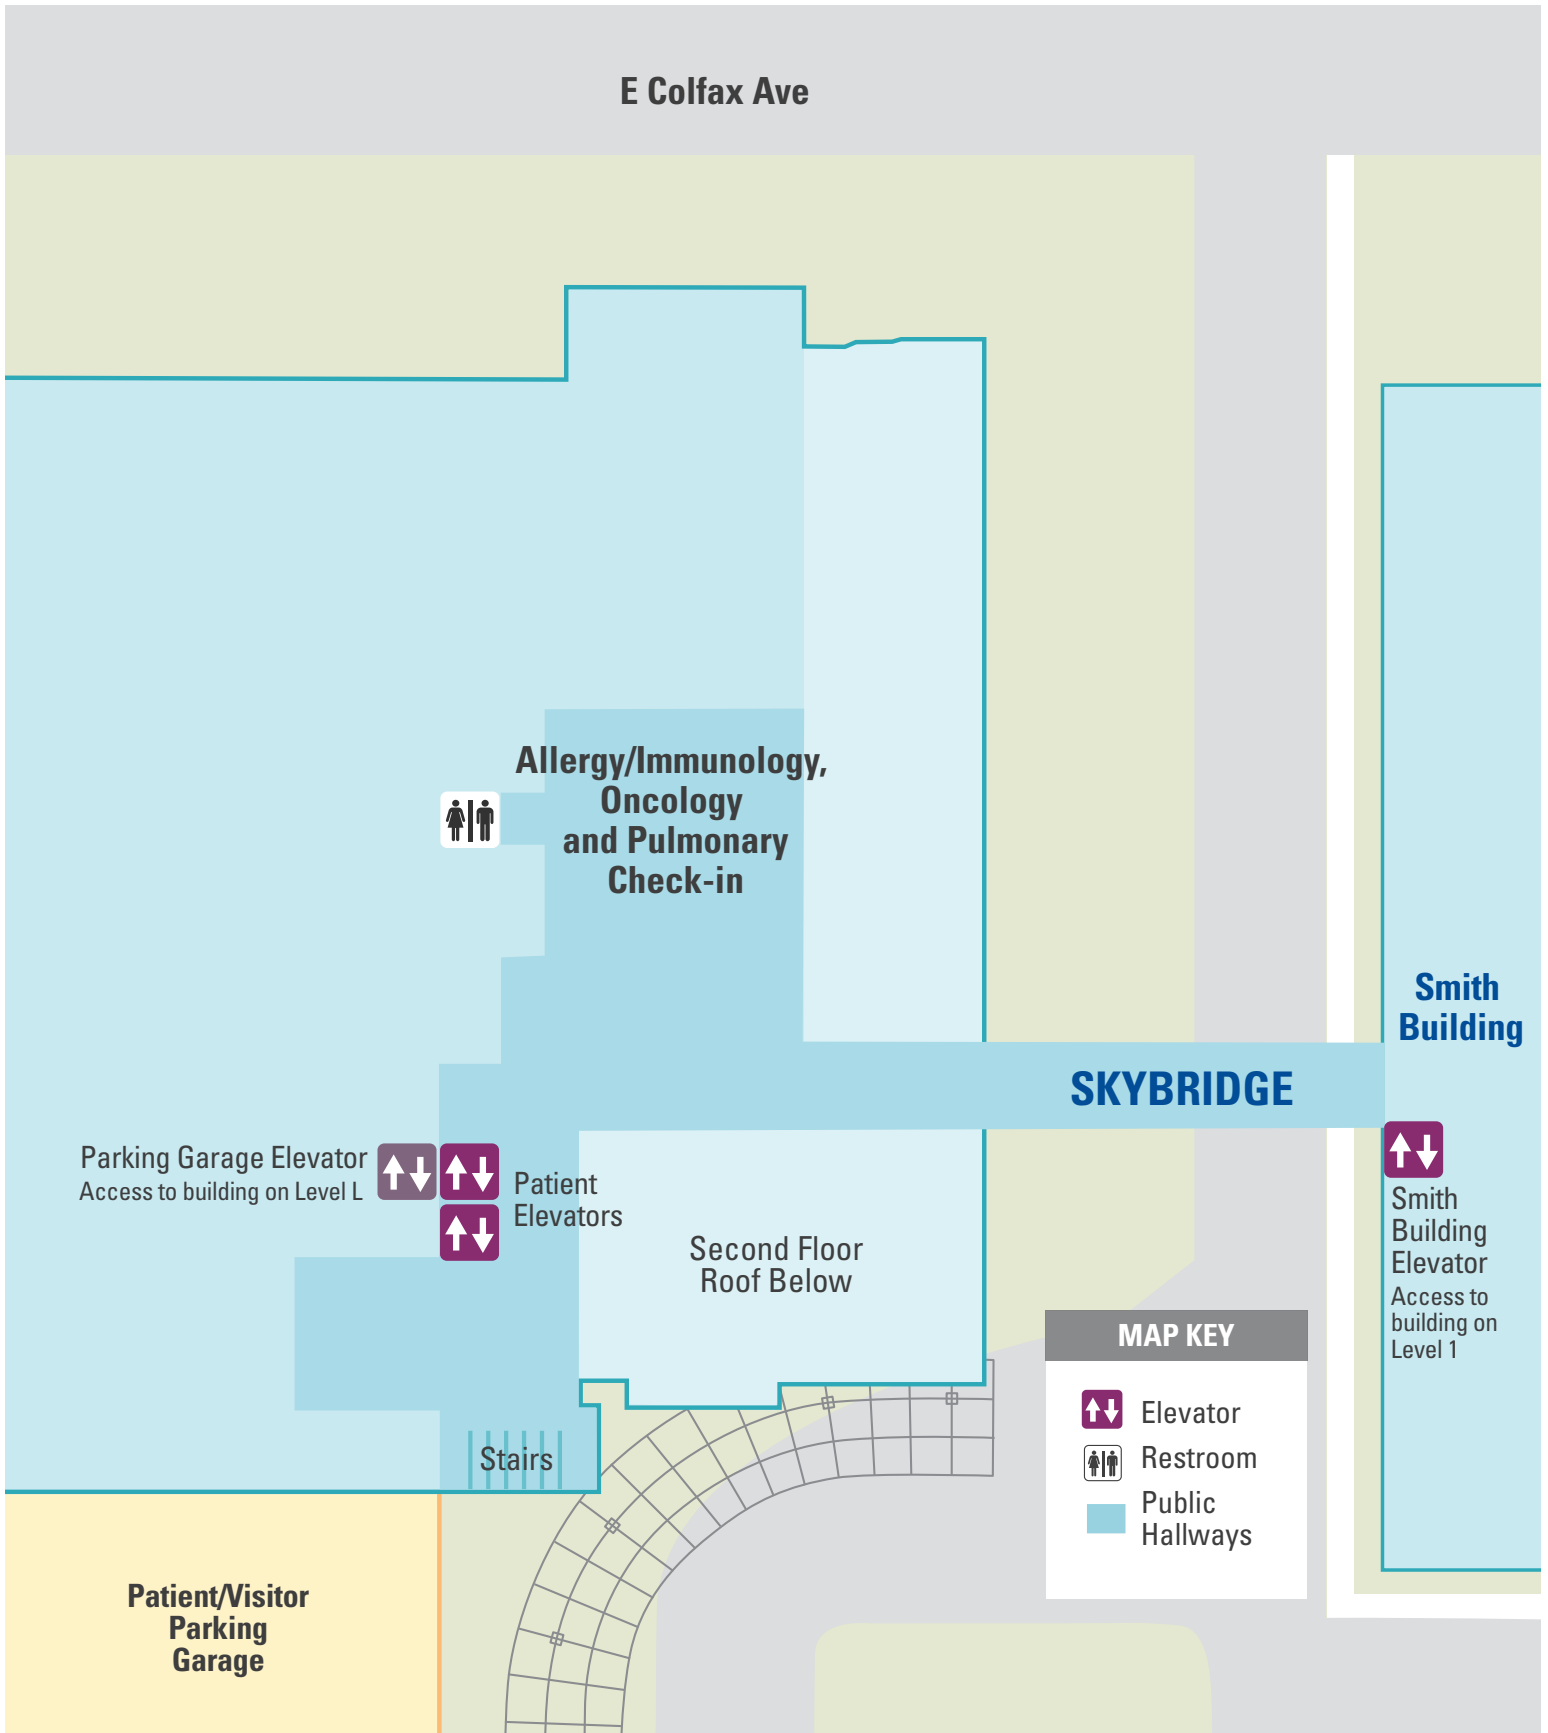 E Colfax Ave
Allergy/Immunology,
Oncology
and Pulmonary
Check-in
Smith
Building
SKYBRIDGE
Parking Garage Elevator
Access to building on Level L
Patient
Elevators
Second Floor
Roof Below
Smith
Building
Elevator
Access to
building on
Level 1
MAP KEY
Elevator
Restroom
Public
Hallways
Stairs
Patient/Visitor
Parking
Garage